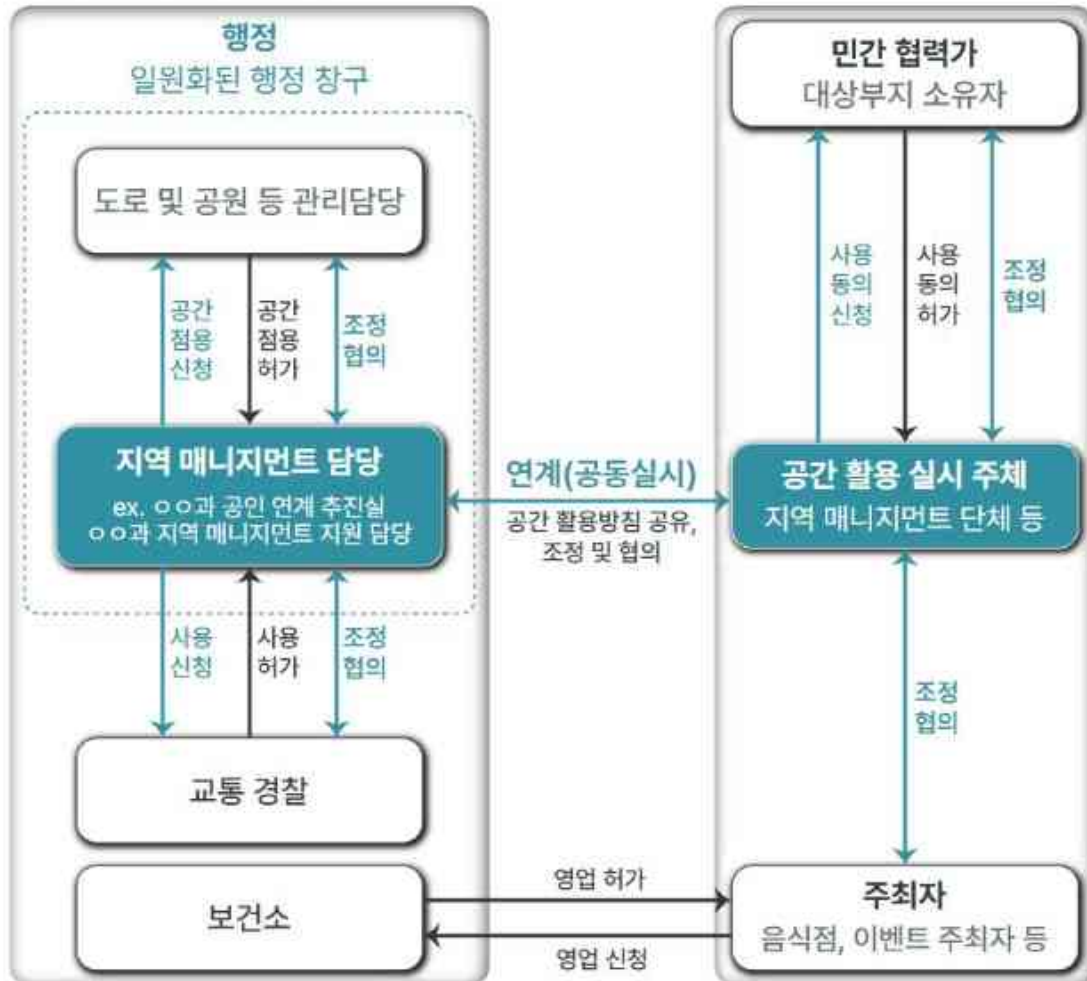 행정
일원화된 행정 창구
도로 및 공원 등 관리담당
공간
점용
신청
공간
점용
허가
조정
협의
지역 매니지먼트 담당
ex. ㅇㅇ과 공인 연계 추진실
ㅇㅇ과 지역 매니지먼트 지원 담당
사용
신청
사용
허가
조정
협의
교통 경찰
보건소
연계(공동실시)
공간 활용방침 공유,
조정 및 협의
영업 허가
영업 신청
민간 협력가
대상부지 소유자
사용
동의
신청
사용
동의
허가
조정
협의
공간 활용 실시 주체
지역 매니지먼트 단체 등
조정
협의
주최자
음식점, 이벤트 주최자 등